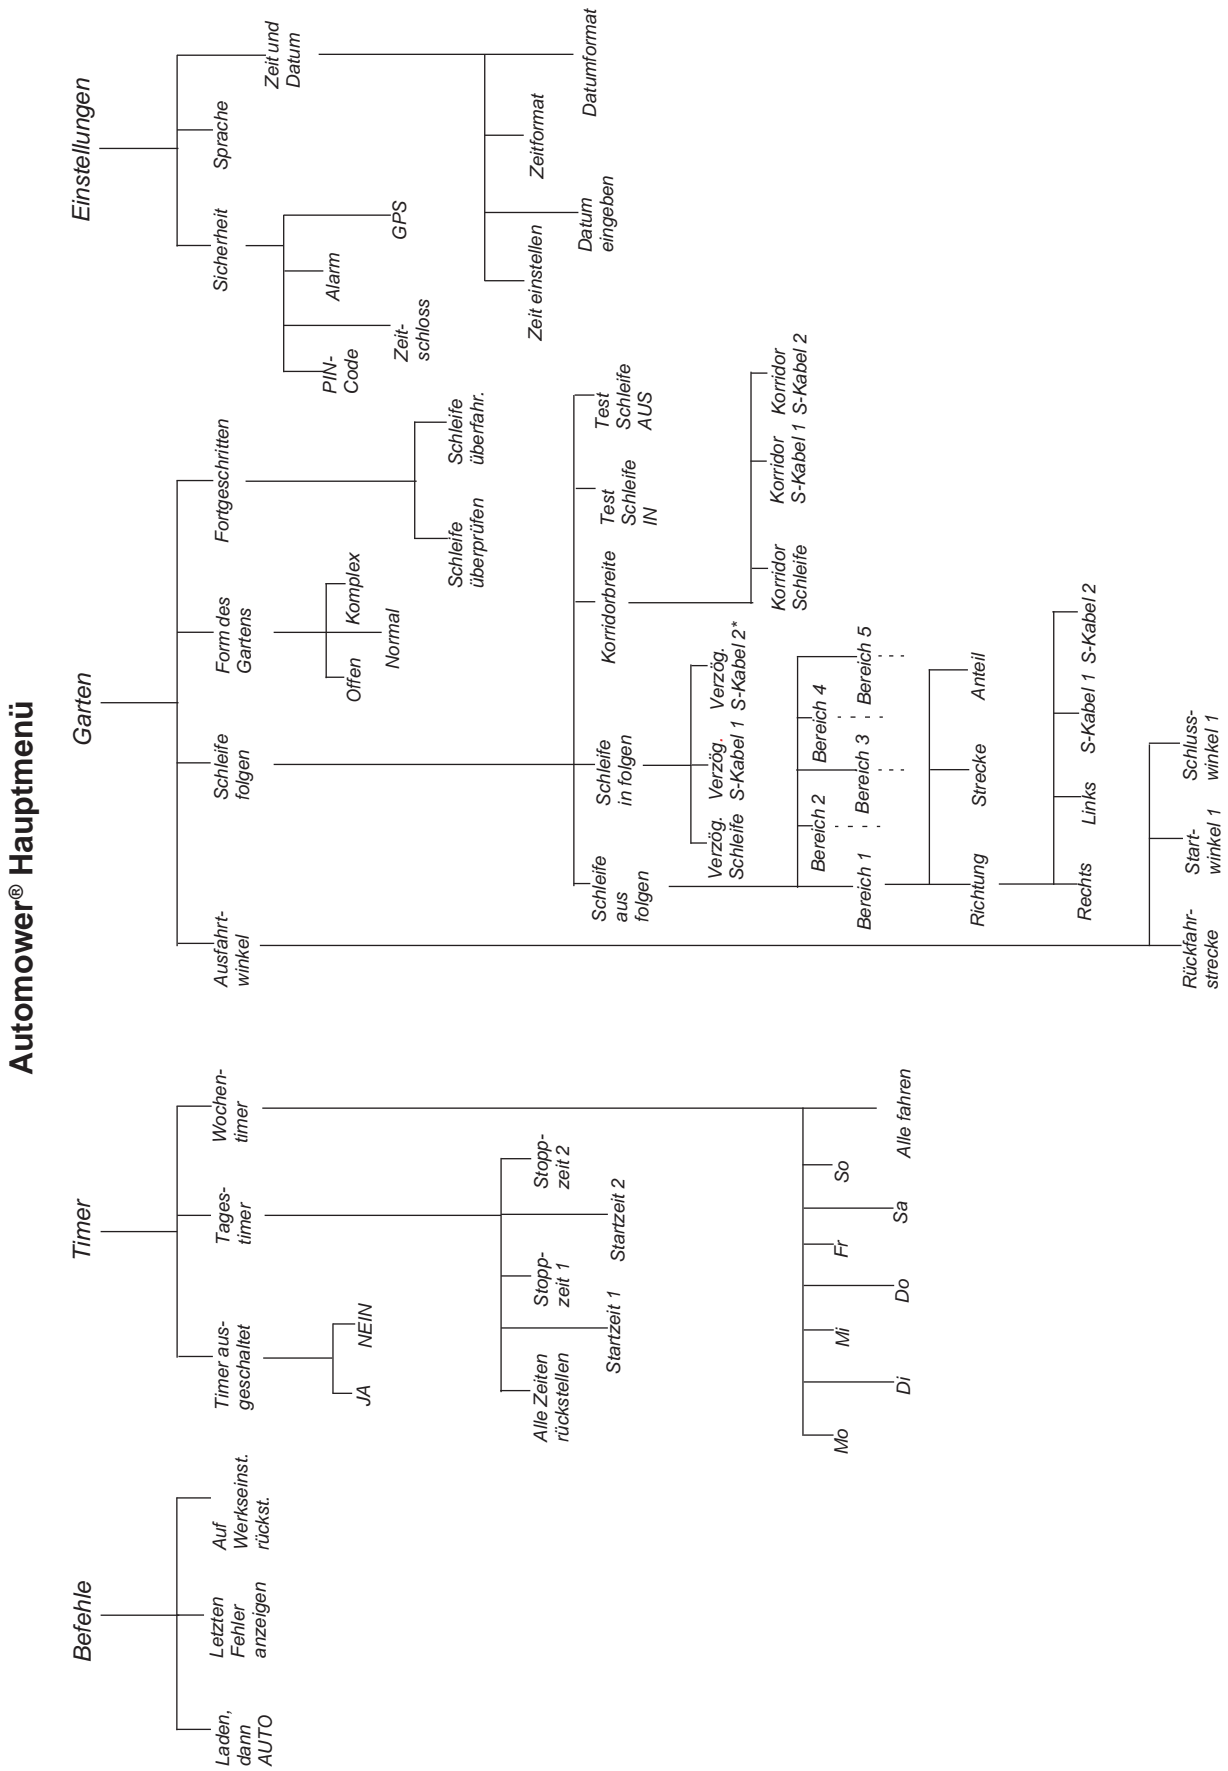 Automower® Hauptmenü
Befehle
Laden,
dann
AUTO
Letzten
Fehler
anzeigen
Auf
Werkseinst.
rückst.
Timer
Timer aus-
geschaltet
JA
NEIN
Tages-
timer
Alle Zeiten
rückstellen
Startzeit 1
Stopp-
zeit 1
Startzeit 2
Stopp-
zeit 2
Wochen-
timer
Mo
Di
Mi
Do
Fr
Sa
So
Alle fahren
Garten
Ausfahrt-
winkel
Rückfahr-
strecke
Start-
winkel 1
Schluss-
winkel 1
Schleife
folgen
Schleife
aus
folgen
Bereich 1
Bereich 2
Bereich 3
Bereich 4
Bereich 5
Richtung
Strecke
Anteil
Rechts
Links
S-Kabel 1
S-Kabel 2
Schleife
in folgen
Verzög.
Schleife
Verzög.
S-Kabel 1
Verzög.
S-Kabel 2*
Korridorbreite
Korridor
Schleife
Korridor
S-Kabel 1
Korridor
S-Kabel 2
Test
Schleife
IN
Test
Schleife
AUS
Form des
Gartens
Offen
Normal
Komplex
Fortgeschritten
Schleife
überprüfen
Schleife
überfahr.
Einstellungen
Sicherheit
PIN-
Code
Zeit-
schloss
Alarm
GPS
Sprache
Zeit und
Datum
Zeit einstellen
Datum
eingeben
Zeitformat
Datumformat